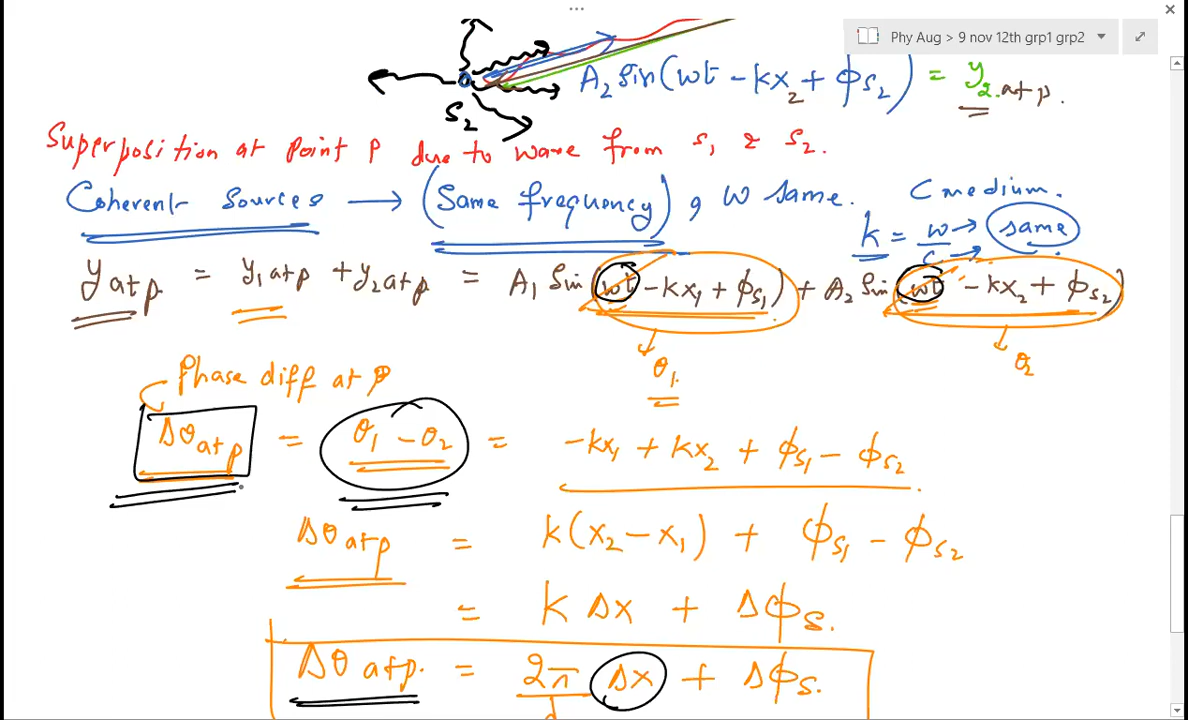 Phy Aug > 9 nov 12th grp1 grp2
A₂ sin(wt - kx₂ + ϕs₂) = y₂ at p.
S₂
Superposition at point P due to wave from s₁ & s₂.
Coherent Sources → (Same frequency), w same.
C medium.
k = w/c → same
y at p = y₁ at p + y₂ at p = A₁ Sin(wt - kx₁ + ϕs₁) + A₂ Sin(wt - kx₂ + ϕs₂)
θ₁ θ₂
Phase diff at P
Δθ at p = θ₁ - θ₂ = -kx₁ + kx₂ + ϕs₁ - ϕs₂
Δθ at p = k(x₂ - x₁) + ϕs₁ - ϕs₂
= k Δx + Δϕs.
Δθ at p. = 2π Δx + Δϕs.